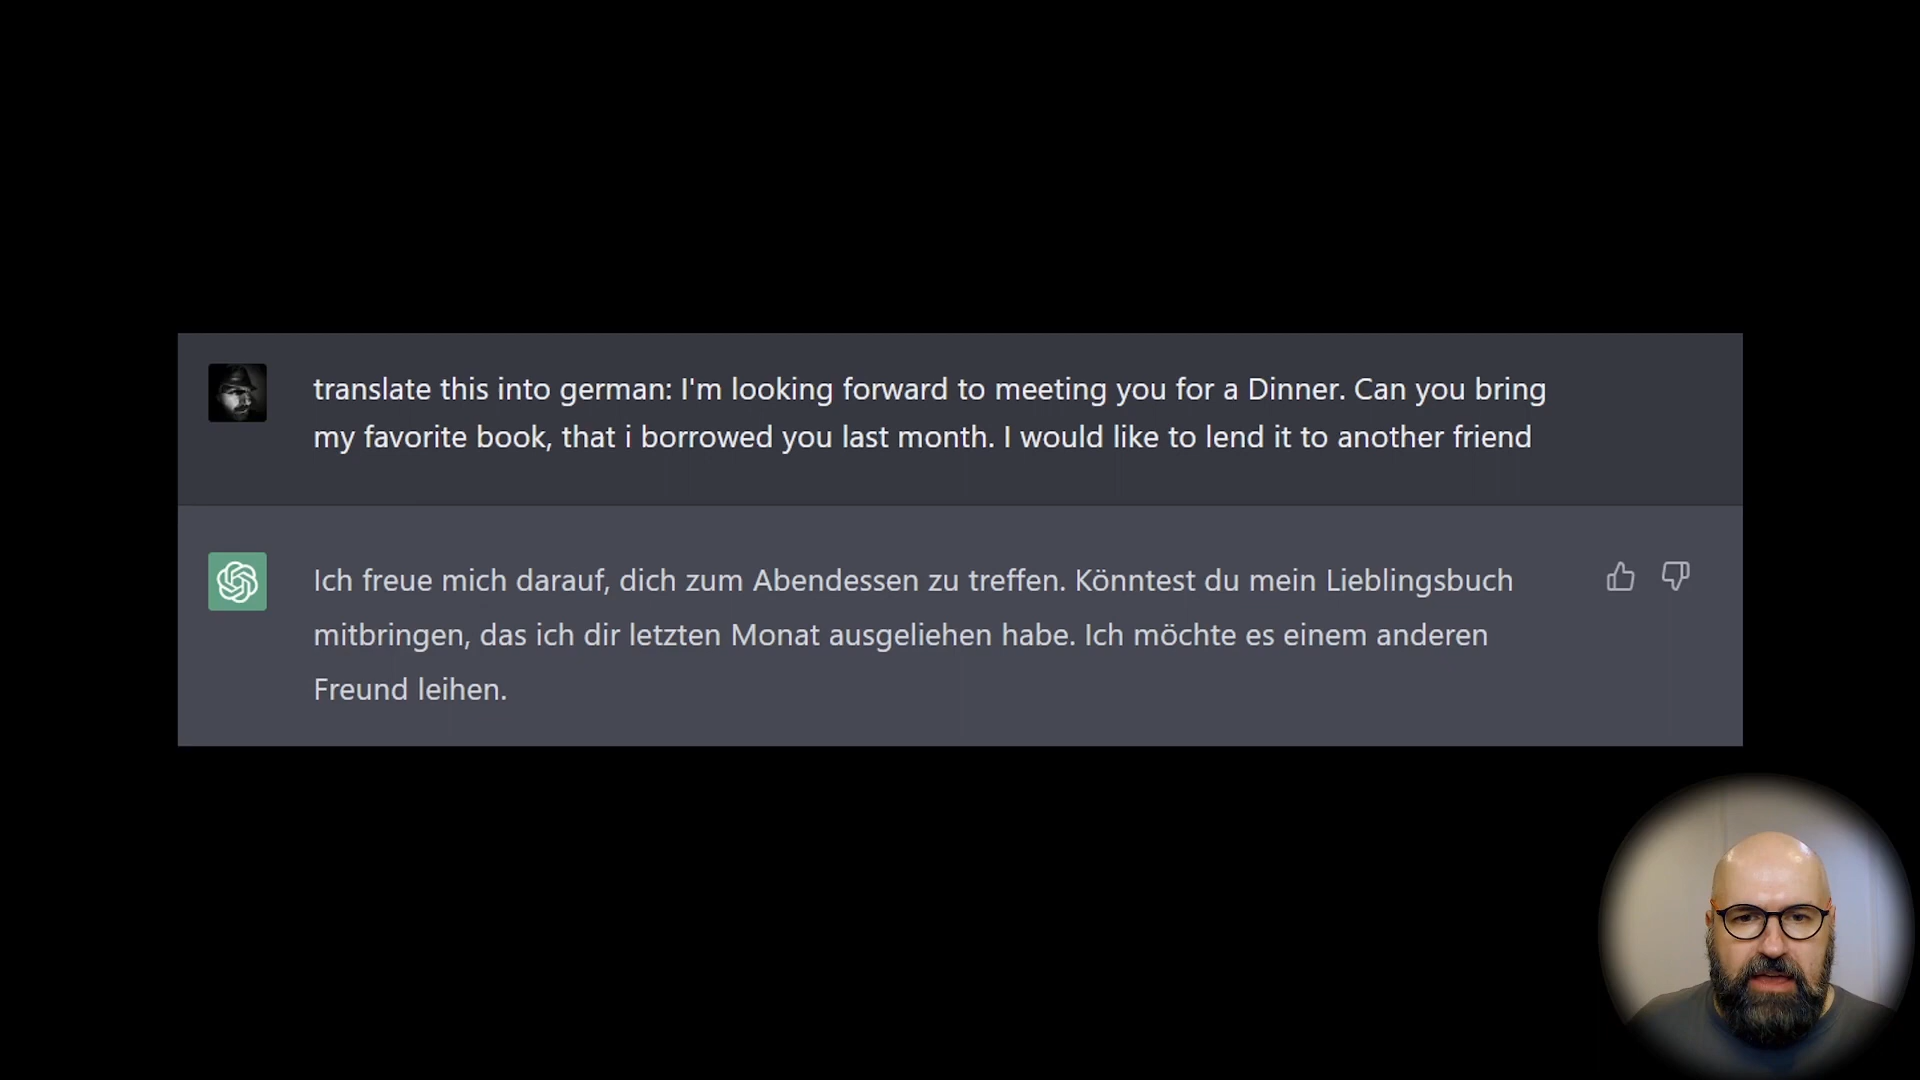 translate this into german: I'm looking forward to meeting you for a Dinner. Can you bring
my favorite book, that i borrowed you last month. I would like to lend it to another friend
Ich freue mich darauf, dich zum Abendessen zu treffen. Könntest du mein Lieblingsbuch
mitbringen, das ich dir letzten Monat ausgeliehen habe. Ich möchte es einem anderen
Freund leihen.